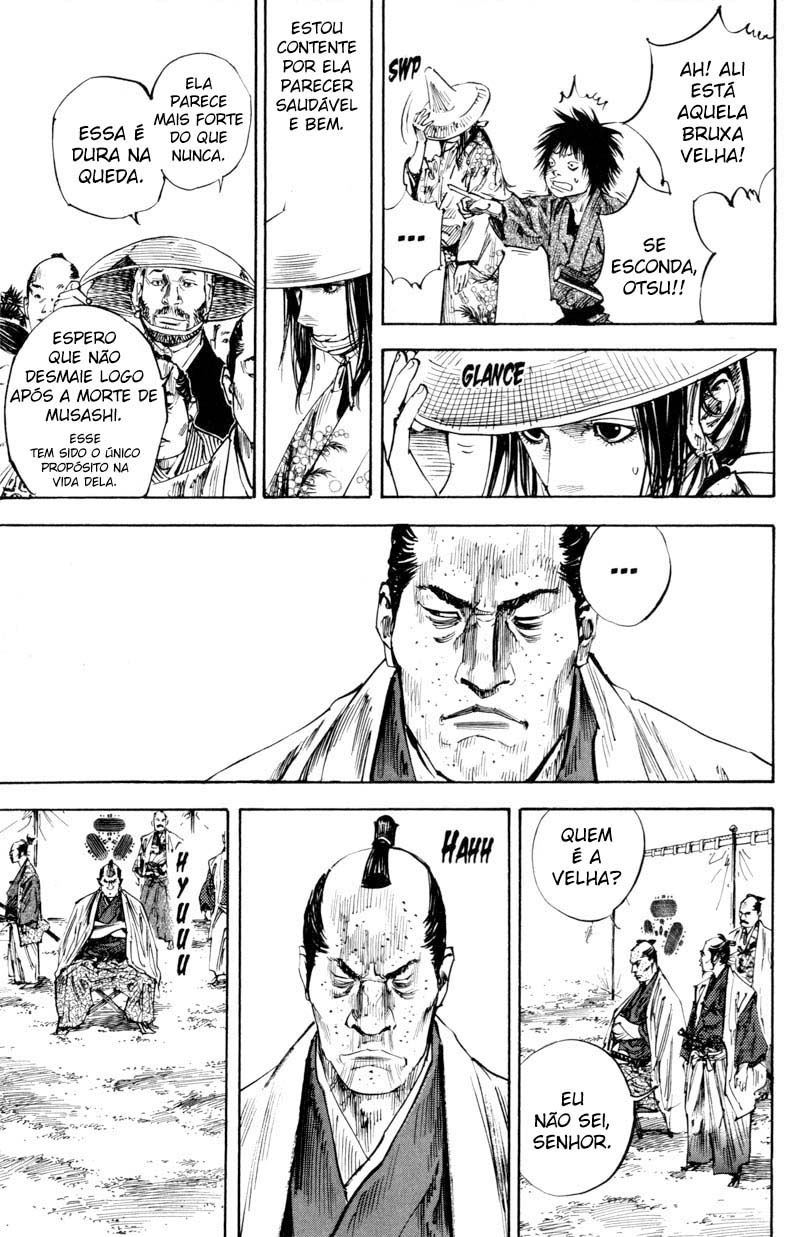 AH! ALI
ESTÁ
AQUELA
BRUXA
VELHA!
SE
ESCONDA,
OTSU!!
SWP
...
ESTOU
CONTENTE
POR ELA
PARECER
SAUDÁVEL
E BEM.
ELA
PARECE
MAIS FORTE
DO QUE
NUNCA.
ESSA É
DURA NA
QUEDA.
GLANCE
ESPERO
QUE NÃO
DESMAIE LOGO
APÓS A MORTE DE
MUSASHI.
ESSE
TEM SIDO O ÚNICO
PROPÓSITO NA
VIDA DELA.
...
QUEM
É A
VELHA?
EU
NÃO SEI,
SENHOR.
HAHH
HYUUU